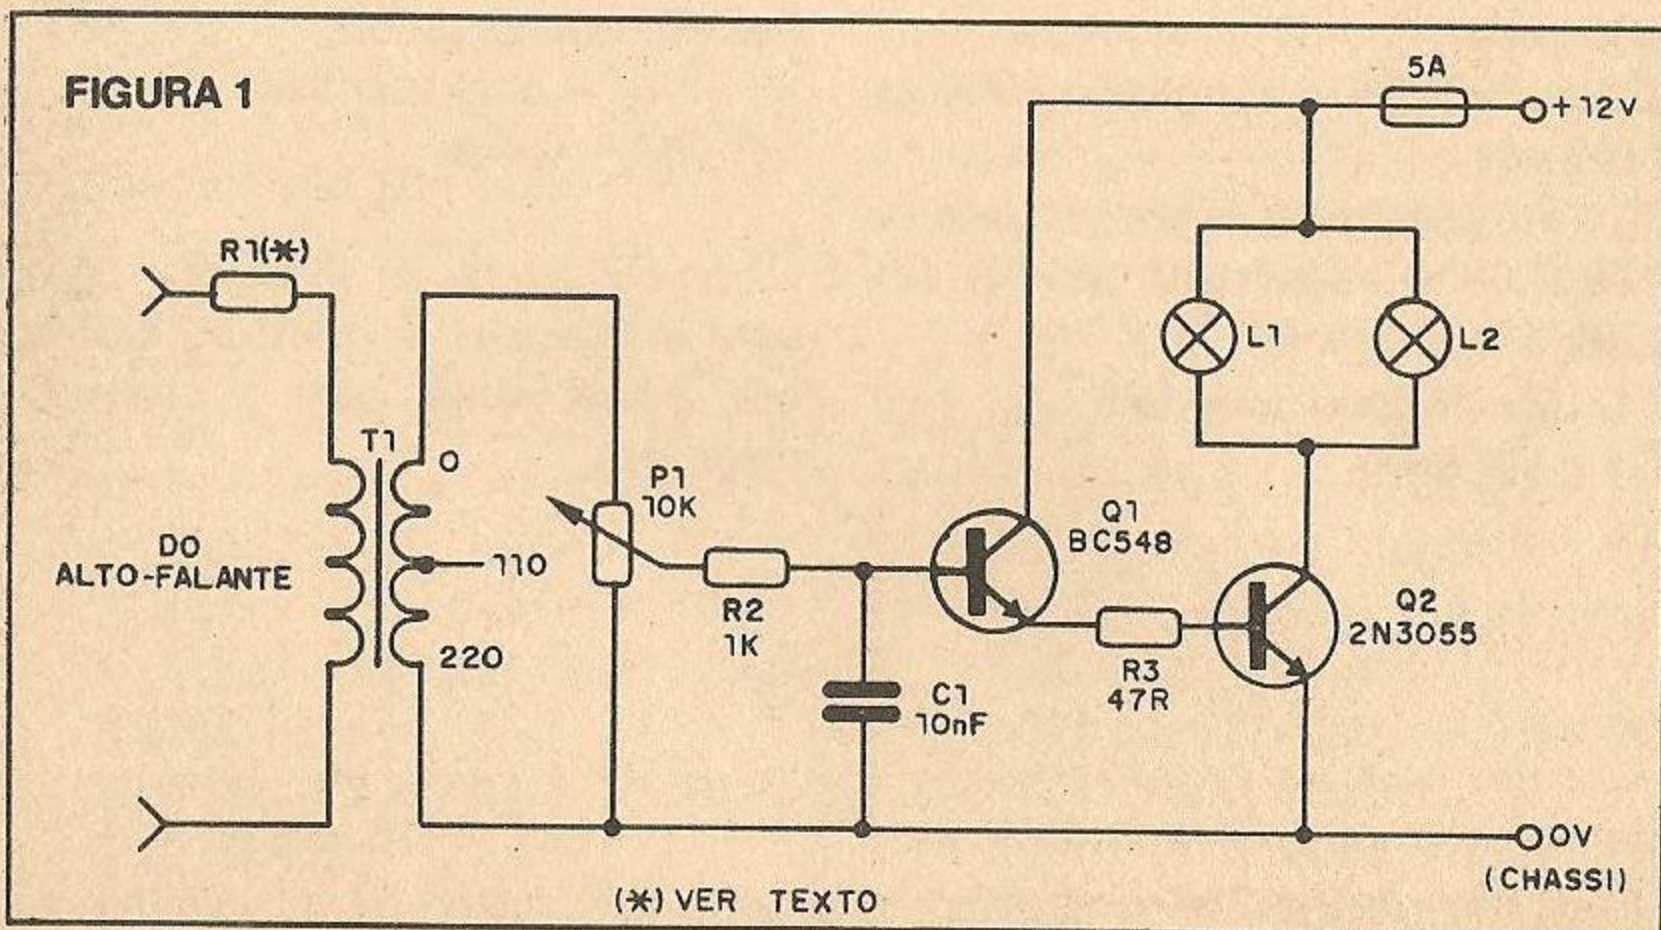 FIGURA 1
5A
+12V
R1(*)
L1
L2
T1
0
P1
10K
110
Q1
BC548
DO
ALTO-FALANTE
R2
1K
Q2
2N3055
220
R3
47R
C1
10nF
0V
(CHASSI)
(*) VER TEXTO